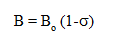 B = Bₒ (1-σ)